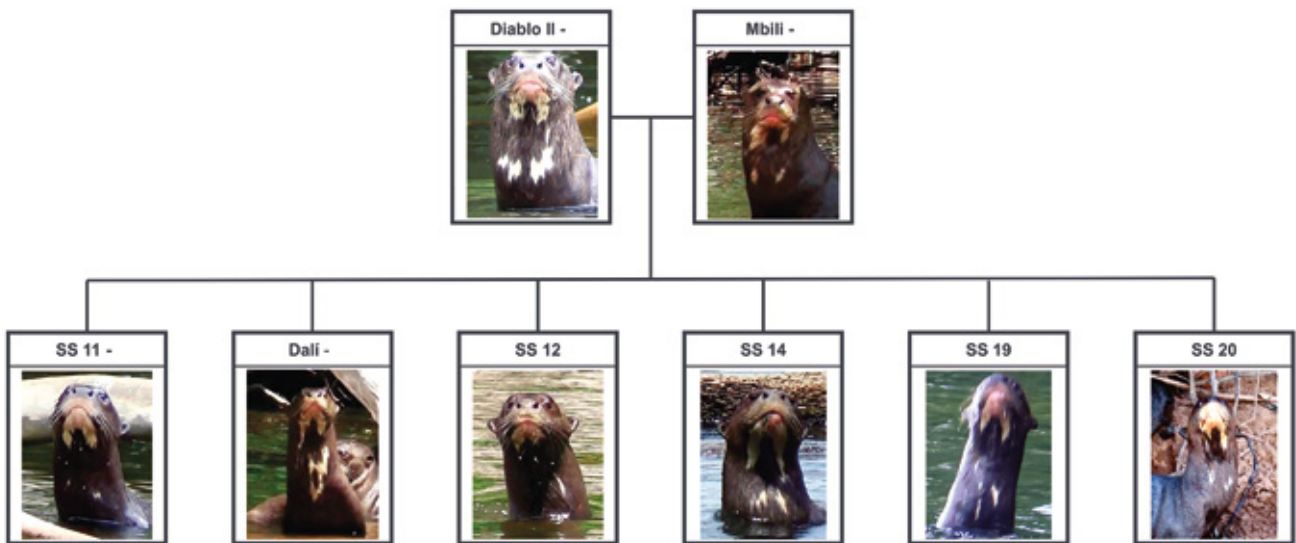 Diablo II -
Mbili -
SS 11 -
Dalí -
SS 12
SS 14
SS 19
SS 20